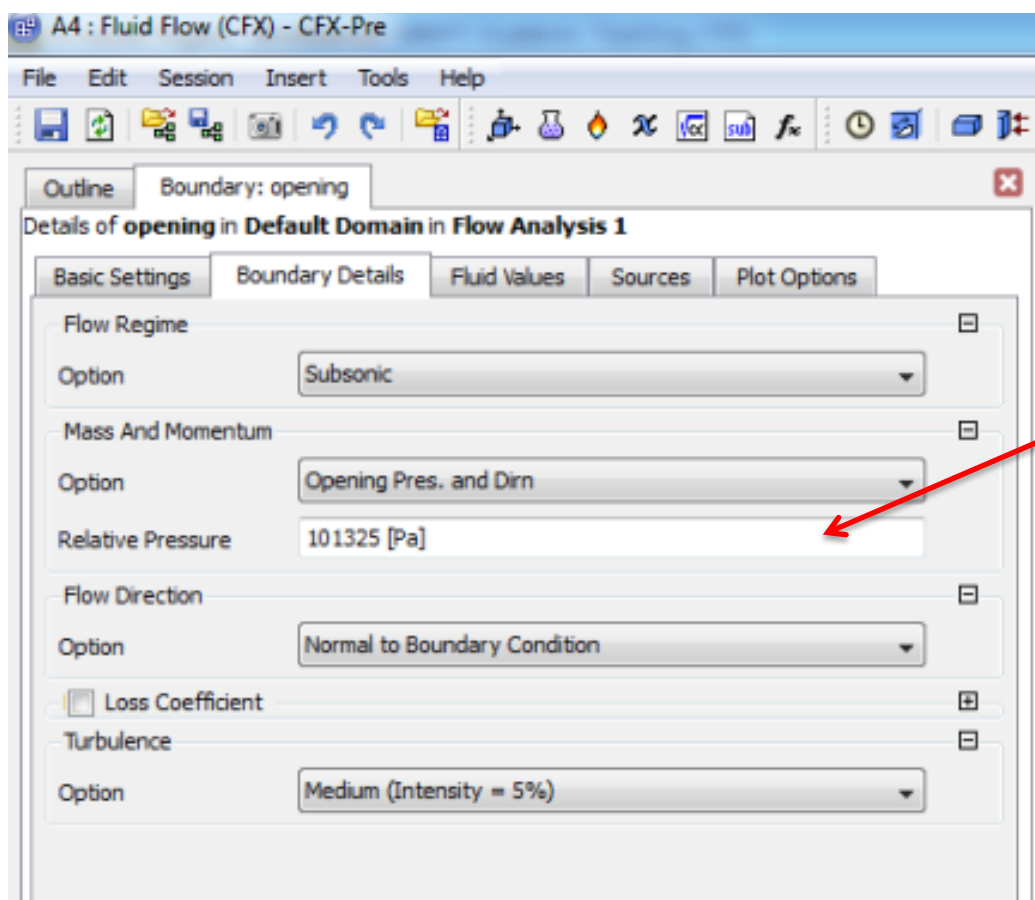 A4 : Fluid Flow (CFX) - CFX-Pre
File Edit Session Insert Tools Help
Outline Boundary: opening
Details of opening in Default Domain in Flow Analysis 1
Basic Settings Boundary Details Fluid Values Sources Plot Options
Flow Regime
Option Subsonic
Mass And Momentum
Option Opening Pres. and Dirn
Relative Pressure 101325 [Pa]
Flow Direction
Option Normal to Boundary Condition
Loss Coefficient
Turbulence
Option Medium (Intensity = 5%)